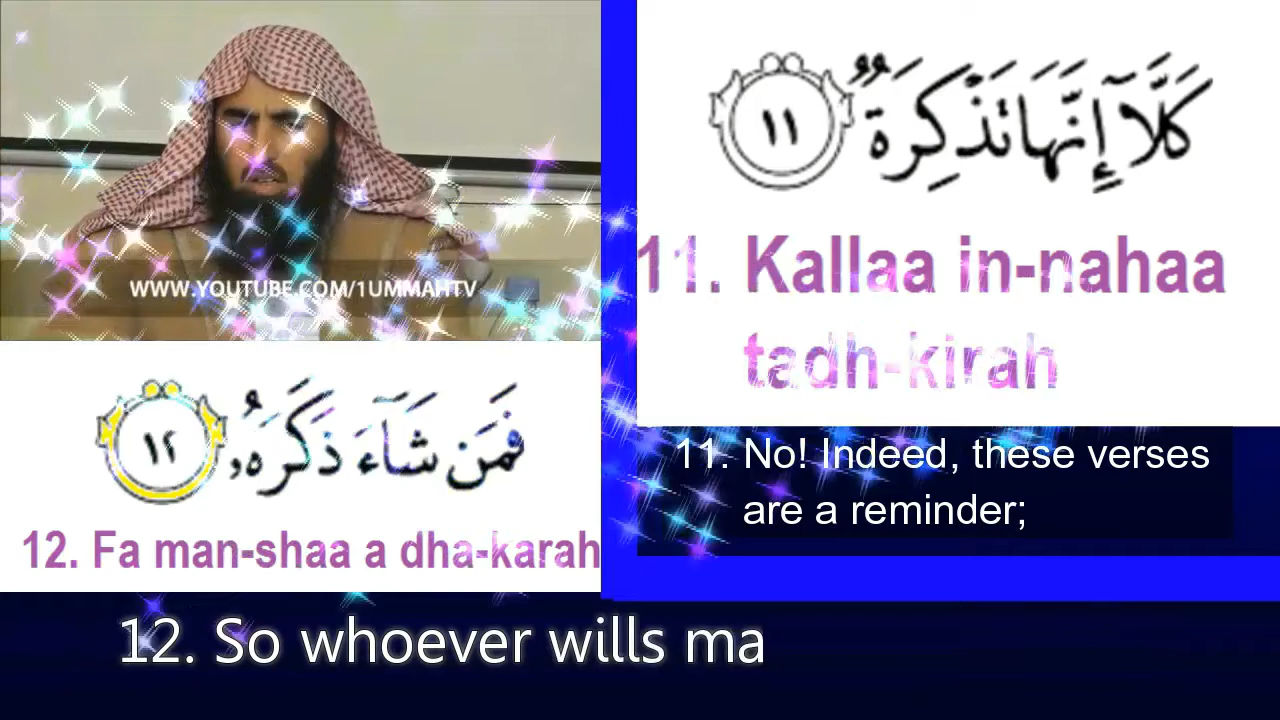 WWW.YOUTUBE.COM/1UMMAHTV
كَلَّآ إِنَّهَا تَذْكِرَةٌ ١١
11. Kallaa in-nahaa
tadh-kirah
11. No! Indeed, these verses
are a reminder;
فَمَن شَآءَ ذَكَرَهُۥ ١٢
12. Fa man-shaa a dha-karah
12. So whoever wills ma